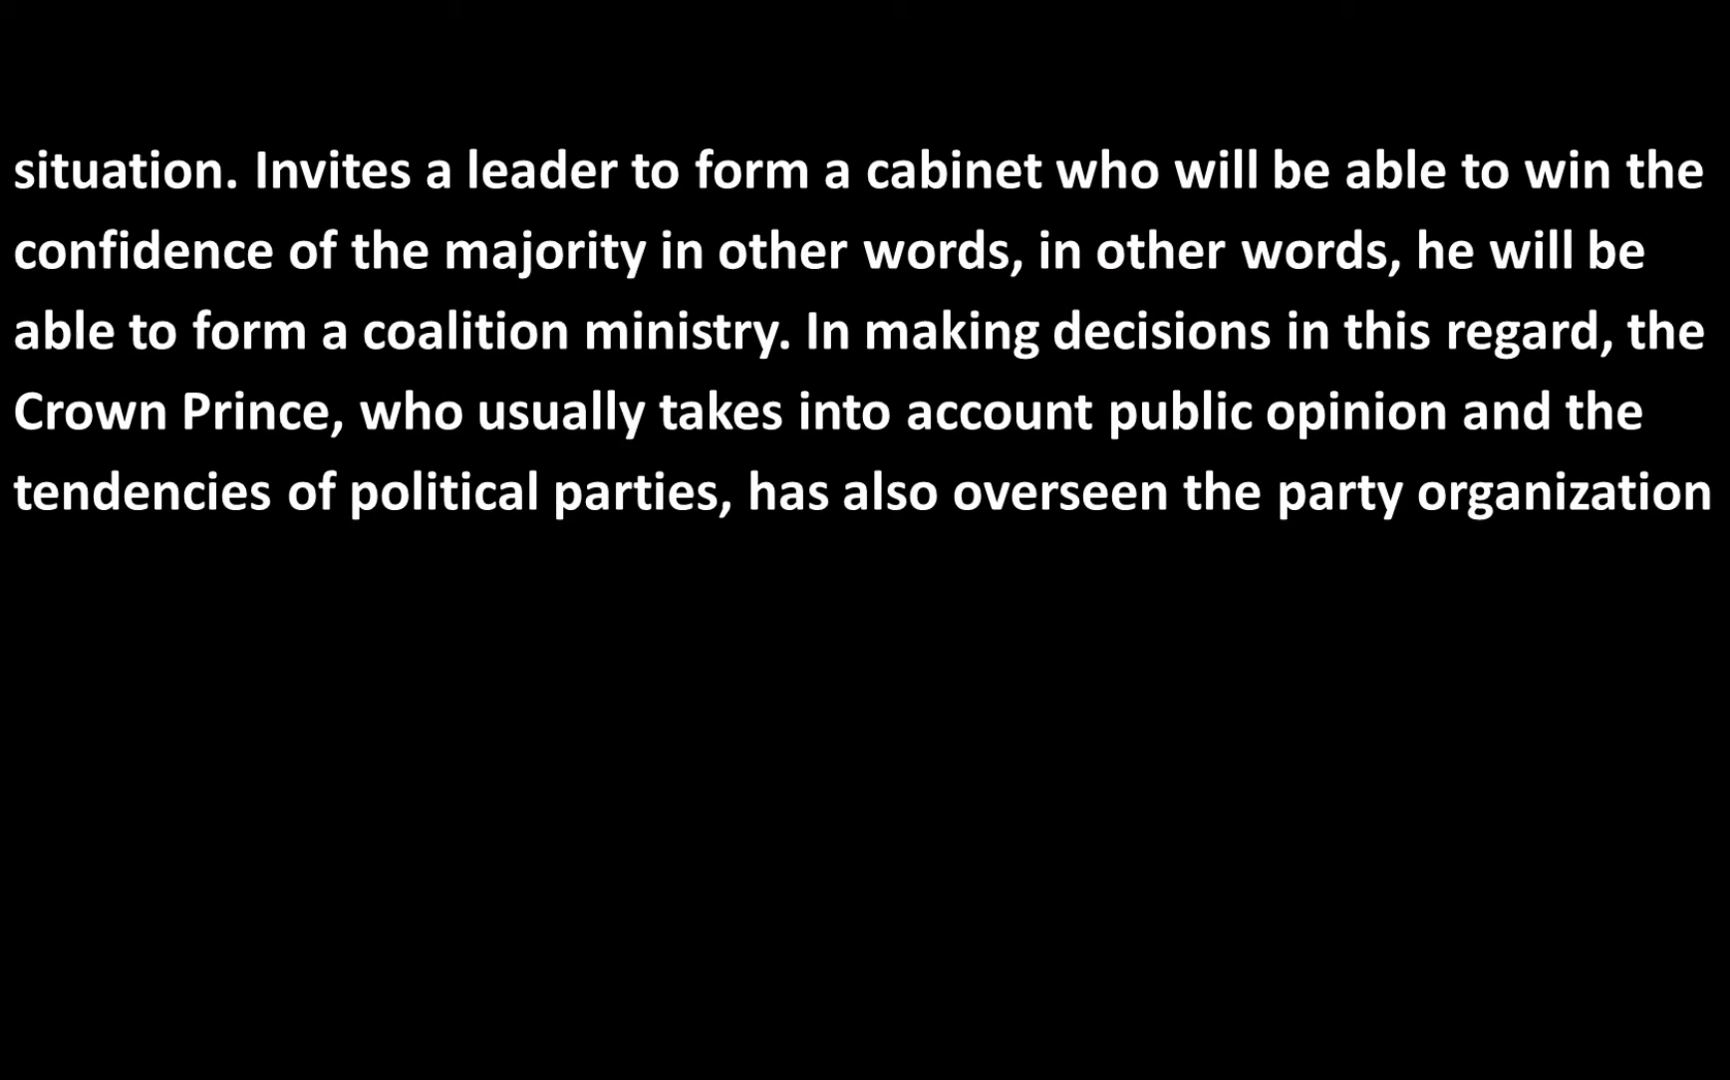 situation. Invites a leader to form a cabinet who will be able to win the
confidence of the majority in other words, in other words, he will be
able to form a coalition ministry. In making decisions in this regard, the
Crown Prince, who usually takes into account public opinion and the
tendencies of political parties, has also overseen the party organization